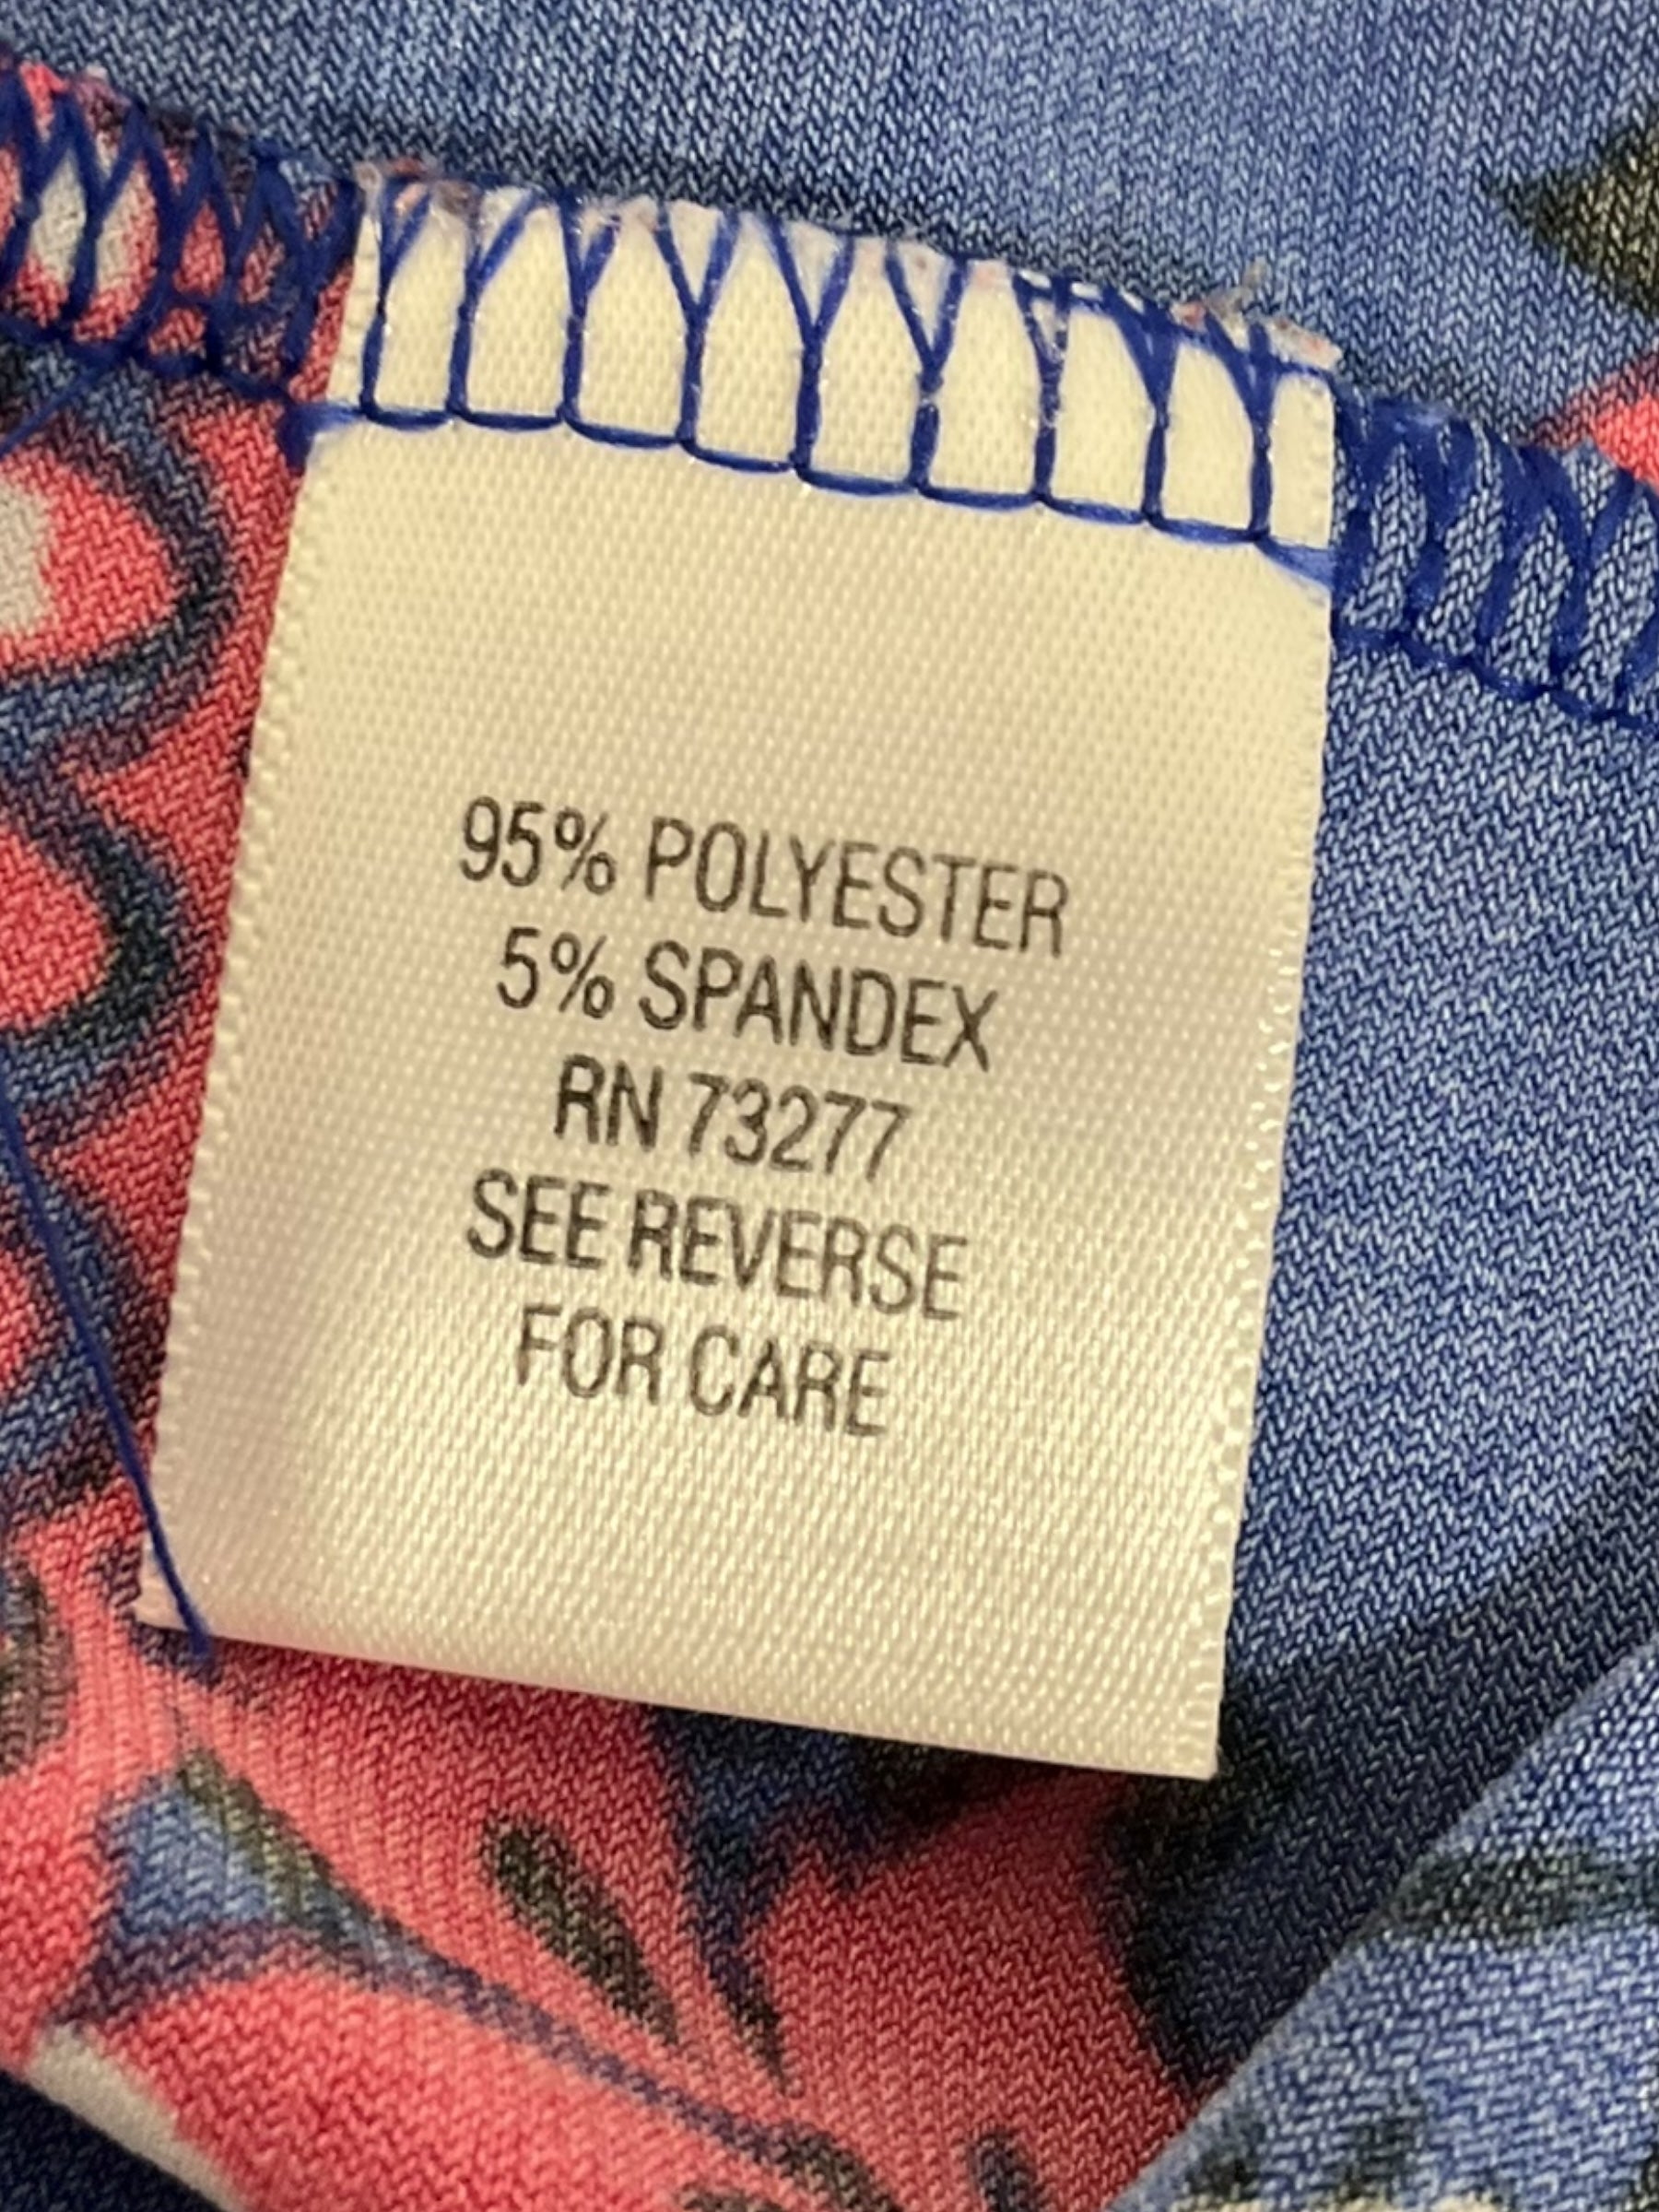 95% POLYESTER
5% SPANDEX
RN 73277
SEE REVERSE
FOR CARE